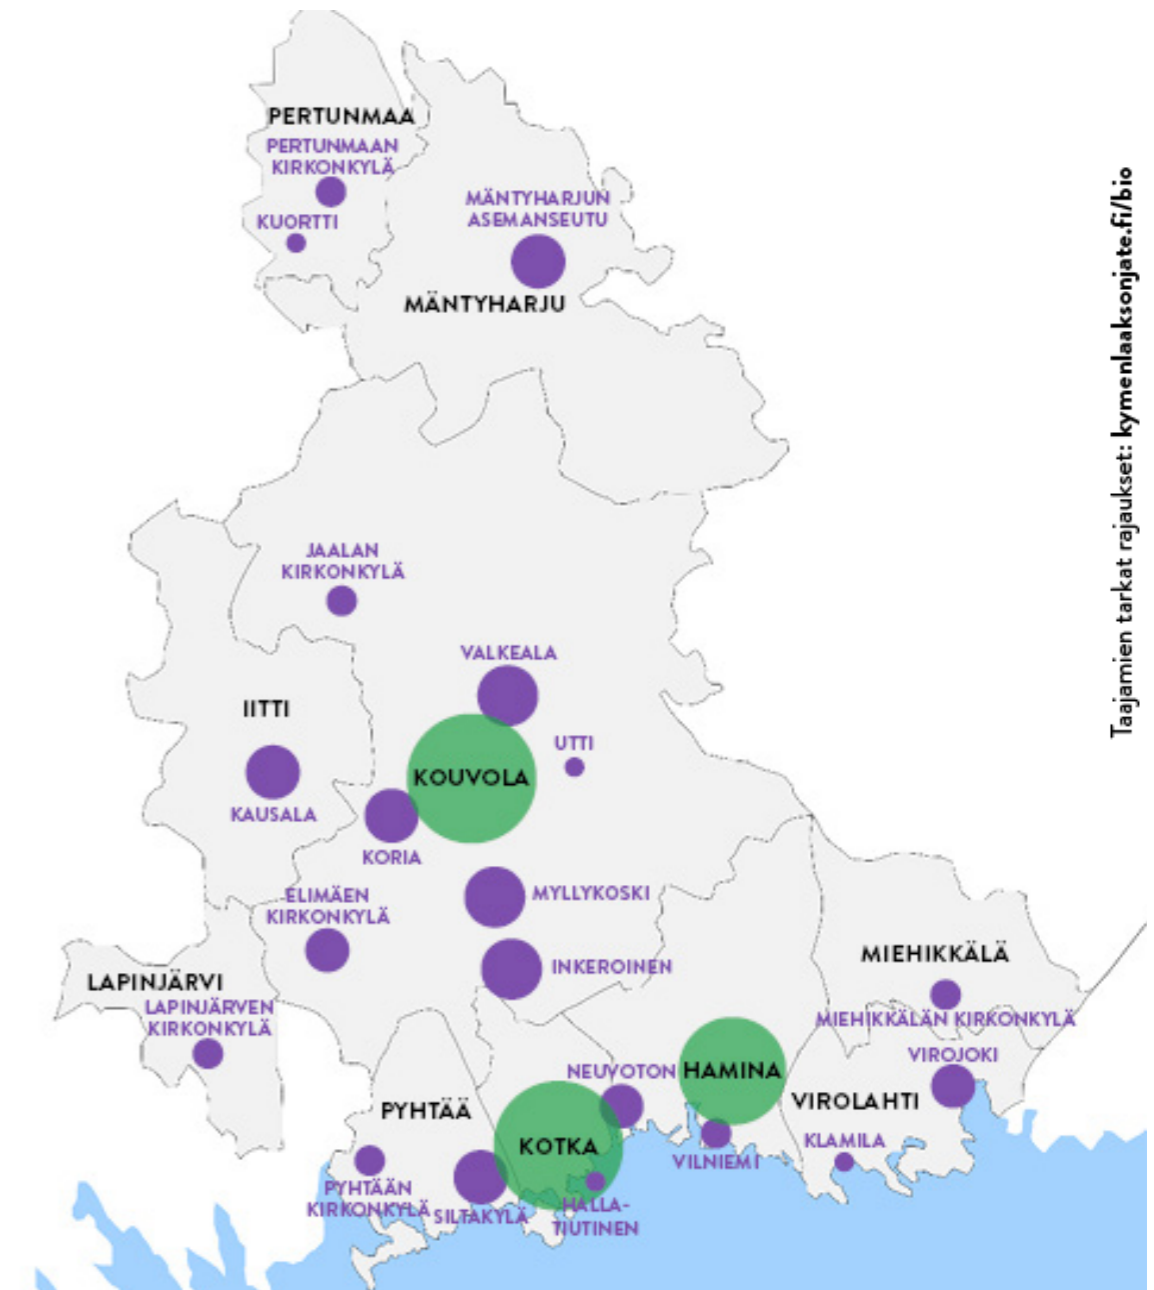 PERTUNMAA
PERTUNMAAN
KIRKONKYLÄ
KUORTTI
MÄNTYHARJUN
ASEMANSEUTU
MÄNTYHARJU
JAALAN
KIRKONKYLÄ
VALKEALA
IITTI
UTTI
KOUVOLA
KAUSALA
KORIA
ELIMÄEN
KIRKONKYLÄ
MYLLYKOSKI
INKEROINEN
MIEHIKKÄLÄ
LAPINJÄRVI
LAPINJÄRVEN
KIRKONKYLÄ
MIEHIKKÄLÄN KIRKONKYLÄ
VIROJOKI
NEUVOTON
HAMINA
PYHTÄÄ
VIROLAHTI
KOTKA
KLAMILA
VILNIEMI
PYHTÄÄN
KIRKONKYLÄ
SILTAKYLÄ
HALLA-
TIUTINEN
Taajamien tarkat rajaukset: kymenlaaksonjate.fi/bio